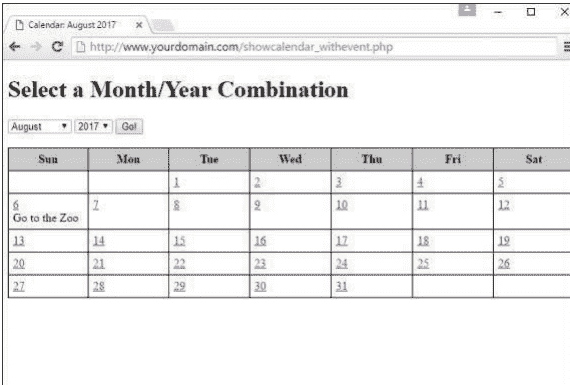 Calendar: August 2017
http://www.yourdomain.com/showcalendar_withevent.php
Select a Month/Year Combination
August 2017 Go!
Sun Mon Tue Wed Thu Fri Sat
1 2 3 4 5
6 7 8 9 10 11 12
Go to the Zoo
13 14 15 16 17 18 19
20 21 22 23 24 25 26
27 28 29 30 31